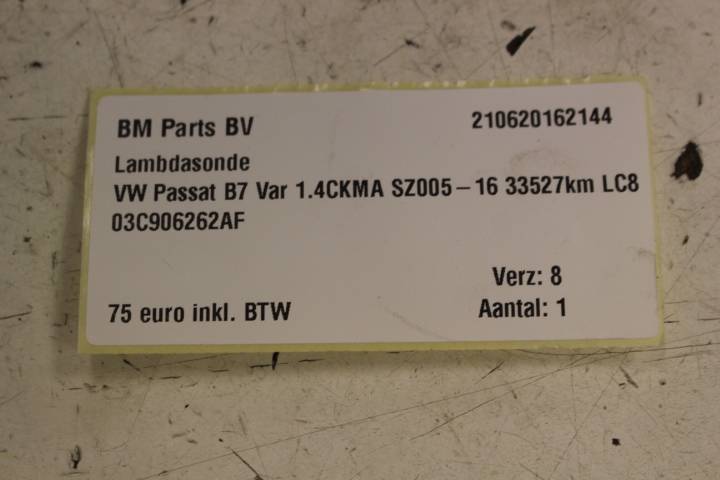 BM Parts BV 210620162144
Lambdasonde
VW Passat B7 Var 1.4CKMA SZ005-16 33527km LC8
03C906262AF
Verz: 8
75 euro inkl. BTW Aantal: 1